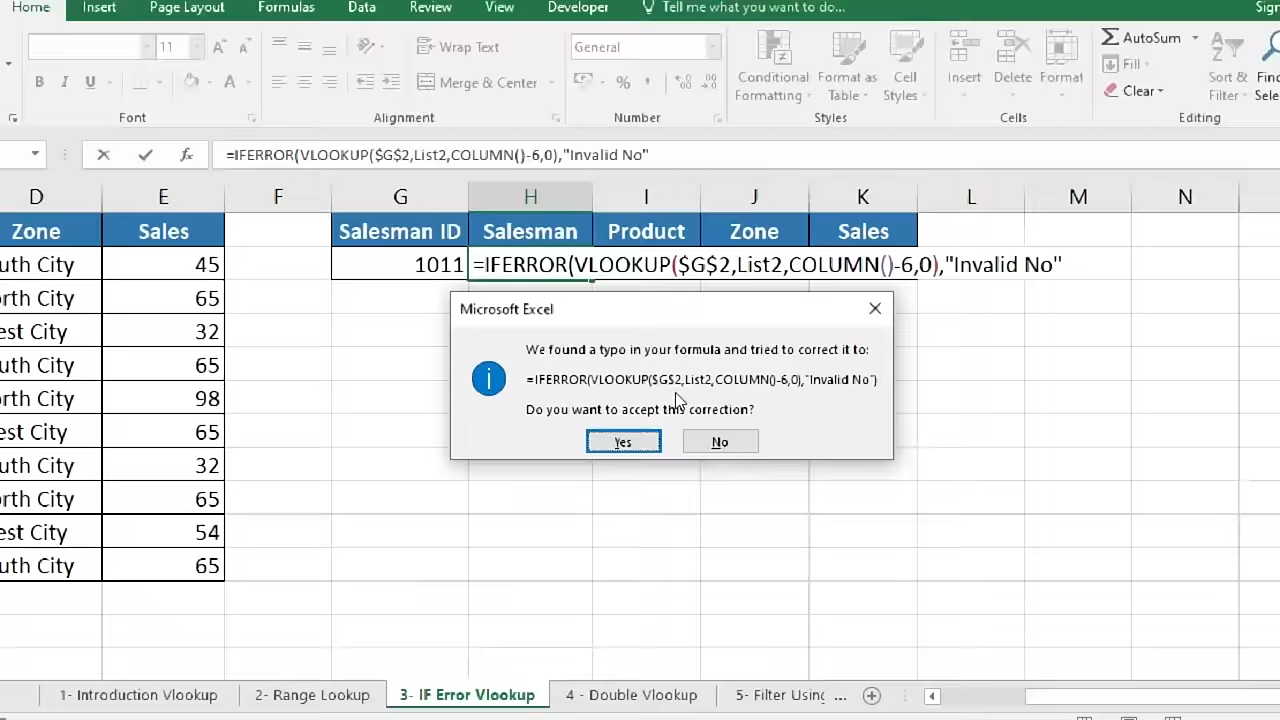 Home Insert Page Layout Formulas Data Review View Developer Tell me what you want to do...
11 A A Wrap Text General Conditional Formatting Format as Table Cell Styles Insert Delete Format AutoSum Fill Clear Sort & Filter
B I U A Merge & Center %
Font Alignment Number Styles Cells Editing
fx =IFERROR(VLOOKUP($G$2,List2,COLUMN()-6,0),"Invalid No"
D E F G H I J K L M N
Zone Sales Salesman ID Salesman Product Zone Sales
uth City 45 1011 =IFERROR(VLOOKUP($G$2,List2,COLUMN()-6,0),"Invalid No"
rth City 65
est City 32
uth City 65
rth City 98
est City 65
uth City 32
rth City 65
est City 54
uth City 65
Microsoft Excel
We found a typo in your formula and tried to correct it to:
=IFERROR(VLOOKUP($G$2,List2,COLUMN()-6,0),"Invalid No")
Do you want to accept this correction?
Yes No
1- Introduction Vlookup 2- Range Lookup 3- IF Error Vlookup 4 - Double Vlookup 5- Filter Using ...